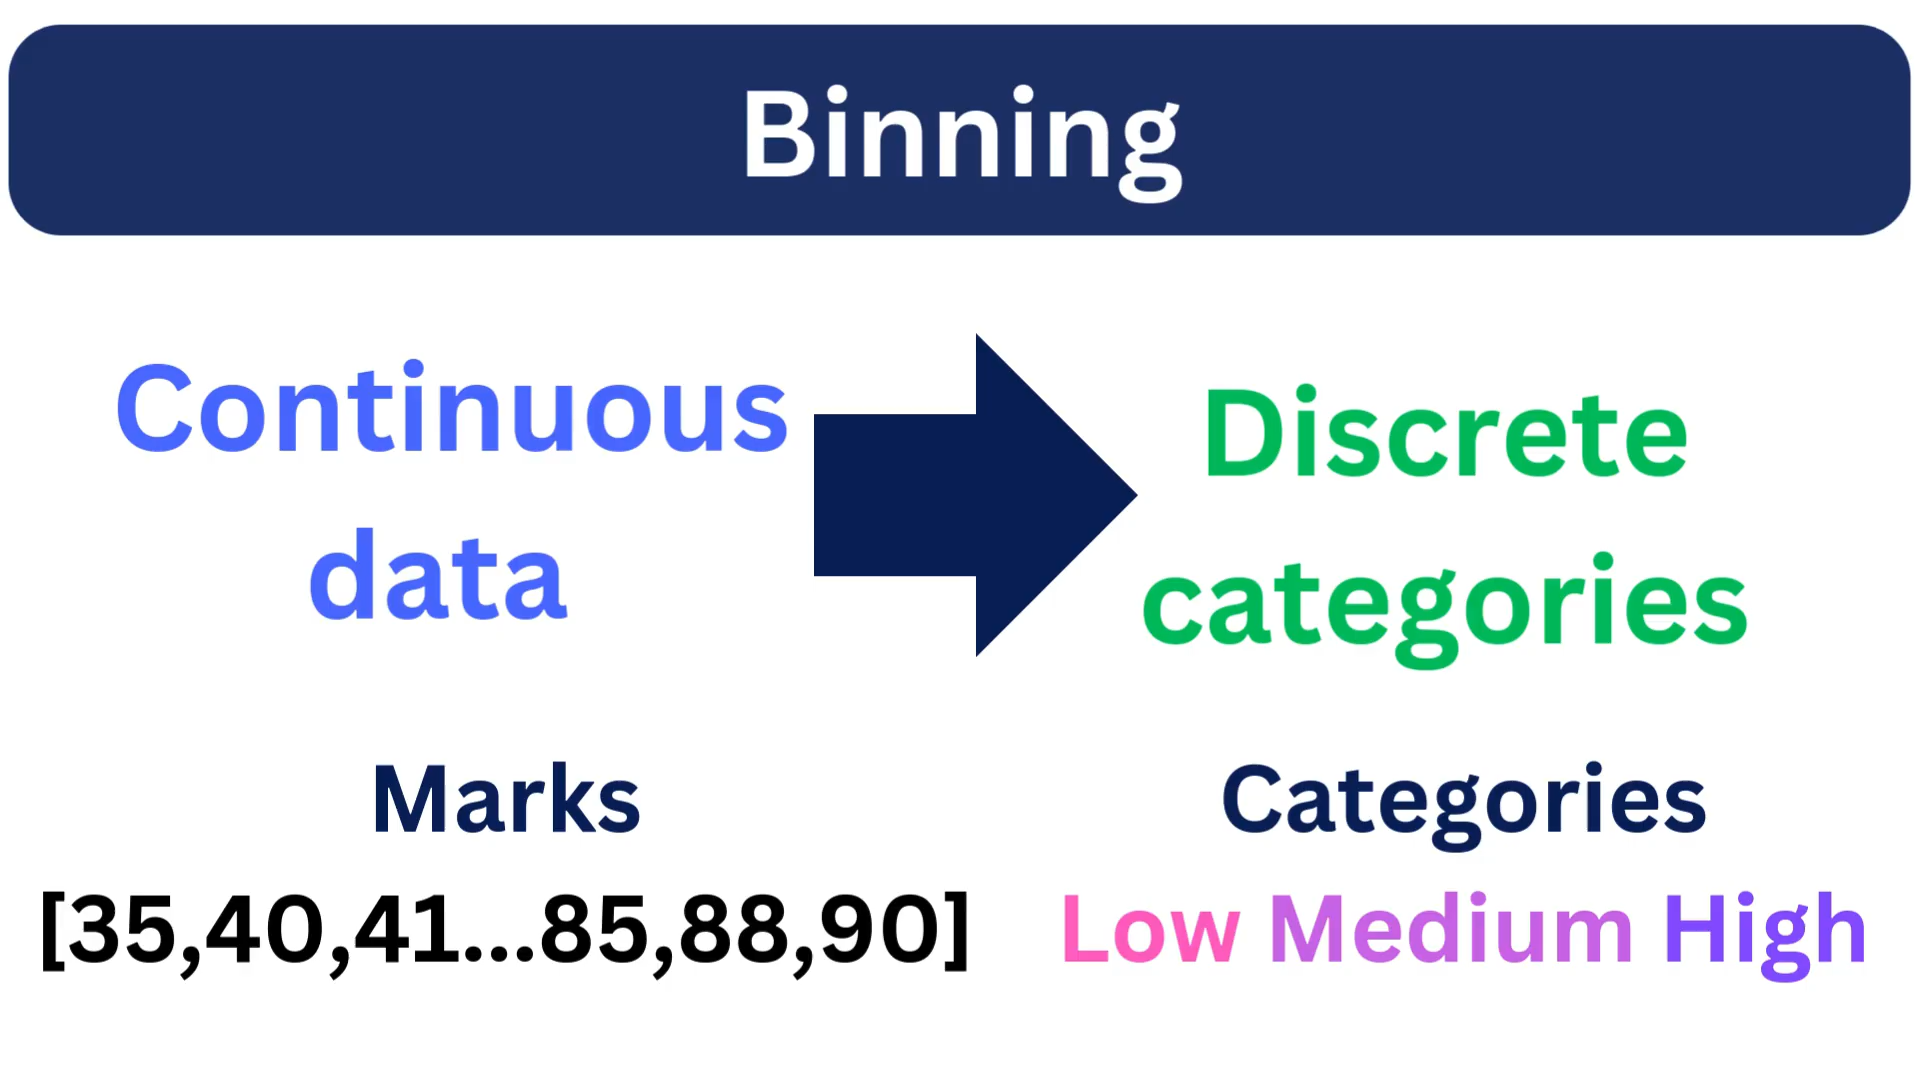 Binning
Continuous
data
Discrete
categories
Marks
[35,40,41...85,88,90]
Categories
Low Medium High